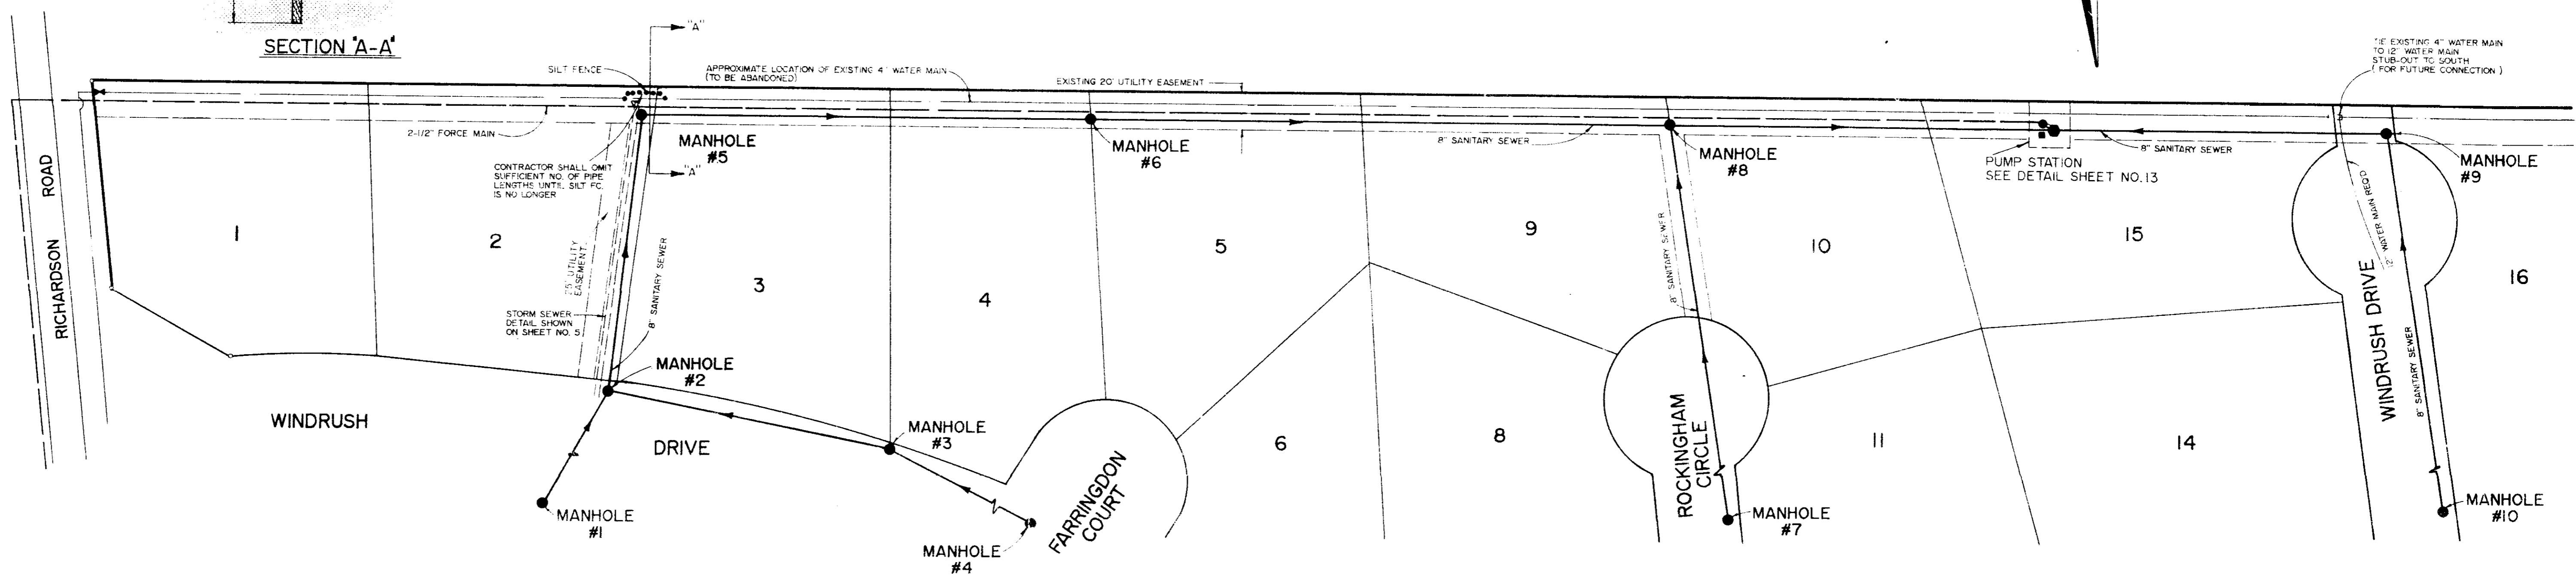 SECTION "A-A"
"A"
SILT FENCE
APPROXIMATE LOCATION OF EXISTING 4" WATER MAIN
(TO BE ABANDONED)
EXISTING 20' UTILITY EASEMENT
TIE EXISTING 4" WATER MAIN
TO 12" WATER MAIN
STUB-OUT TO SOUTH
( FOR FUTURE CONNECTION )
2-1/2" FORCE MAIN
MANHOLE
#5
"A"
CONTRACTOR SHALL OMIT
SUFFICIENT NO. OF PIPE
LENGTHS UNTIL SILT FC.
IS NO LONGER
MANHOLE
#6
8" SANITARY SEWER
MANHOLE
#8
PUMP STATION
SEE DETAIL SHEET NO. 13
8" SANITARY SEWER
MANHOLE
#9
RICHARDSON ROAD
1
2
3
4
5
9
10
15
16
25' UTILITY
EASEMENT
STORM SEWER
DETAIL SHOWN
ON SHEET NO. 5
8" SANITARY SEWER
8" SANITARY SEWER
12" WATER MAIN REQ'D
WINDRUSH DRIVE
8" SANITARY SEWER
MANHOLE
#2
WINDRUSH
DRIVE
MANHOLE
#3
FARRINGDON
COURT
6
8
ROCKINGHAM
CIRCLE
11
14
MANHOLE
#1
MANHOLE
#4
MANHOLE
#7
MANHOLE
#10